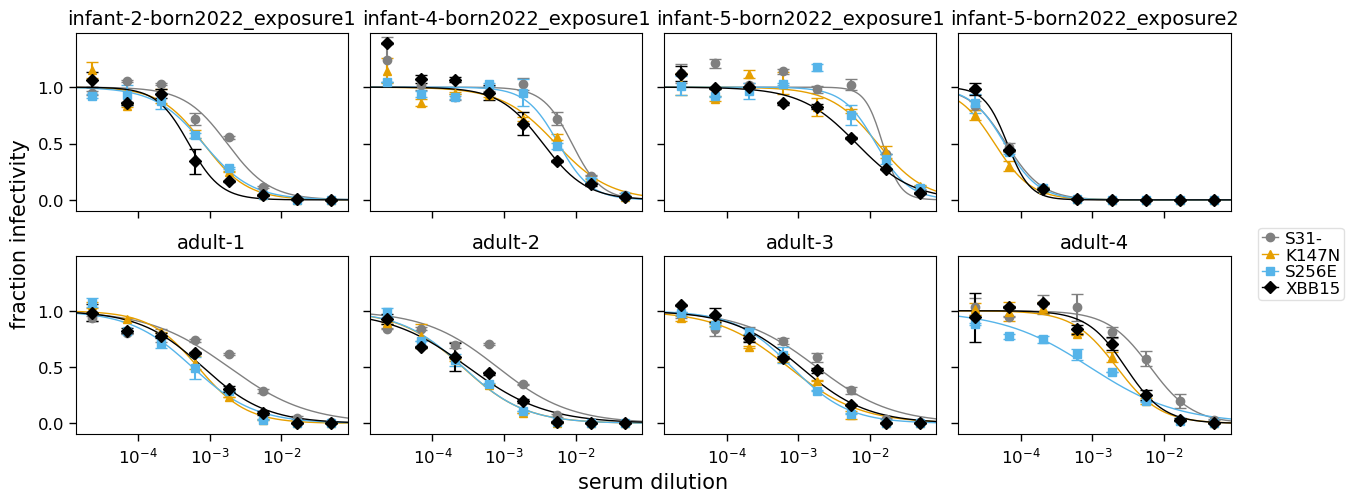 infant-2-born2022_exposure1 infant-4-born2022_exposure1 infant-5-born2022_exposure1 infant-5-born2022_exposure2
1.0
0.5
0.0
adult-1 adult-2 adult-3 adult-4
1.0
0.5
0.0
10⁻⁴ 10⁻³ 10⁻² 10⁻⁴ 10⁻³ 10⁻² 10⁻⁴ 10⁻³ 10⁻² 10⁻⁴ 10⁻³ 10⁻²
fraction infectivity
serum dilution
S31-
K147N
S256E
XBB15